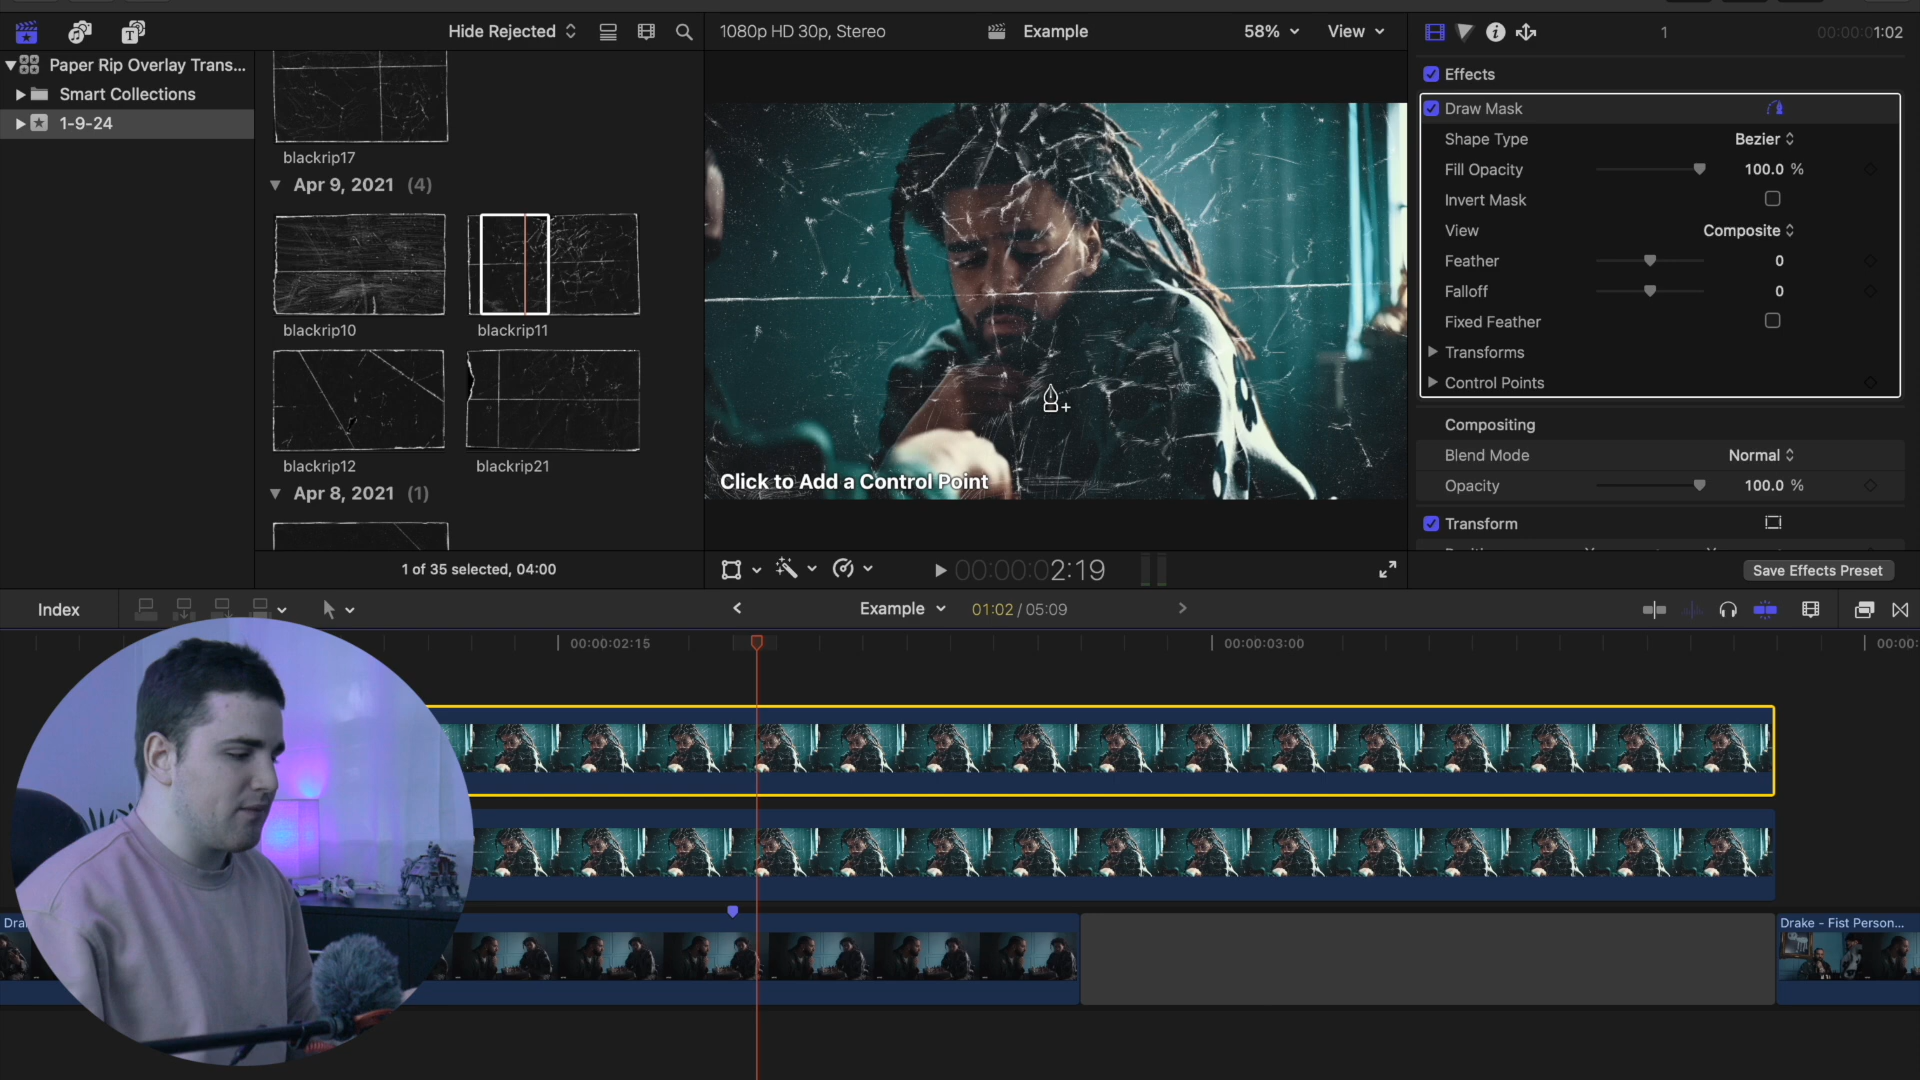 Hide Rejected
1080p HD 30p, Stereo
Example
58%
View
1
00:00:01:02
Paper Rip Overlay Trans...
Smart Collections
1-9-24
blackrip17
Apr 9, 2021 (4)
blackrip10
blackrip11
blackrip12
blackrip21
Apr 8, 2021 (1)
1 of 35 selected, 04:00
Click to Add a Control Point
00:00:02:19
Effects
Draw Mask
Shape Type
Bezier
Fill Opacity
100.0 %
Invert Mask
View
Composite
Feather
0
Falloff
0
Fixed Feather
Transforms
Control Points
Compositing
Blend Mode
Normal
Opacity
100.0 %
Transform
Save Effects Preset
Index
Example
01:02 / 05:09
00:00:02:15
00:00:03:00
00:00:
Dra
Drake - Fist Person...